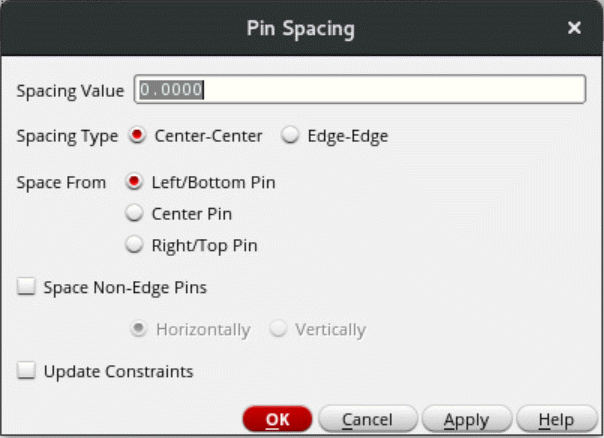 Pin Spacing
Spacing Value 0.0000
Spacing Type Center-Center Edge-Edge
Space From Left/Bottom Pin
Center Pin
Right/Top Pin
Space Non-Edge Pins
Horizontally Vertically
Update Constraints
OK Cancel Apply Help